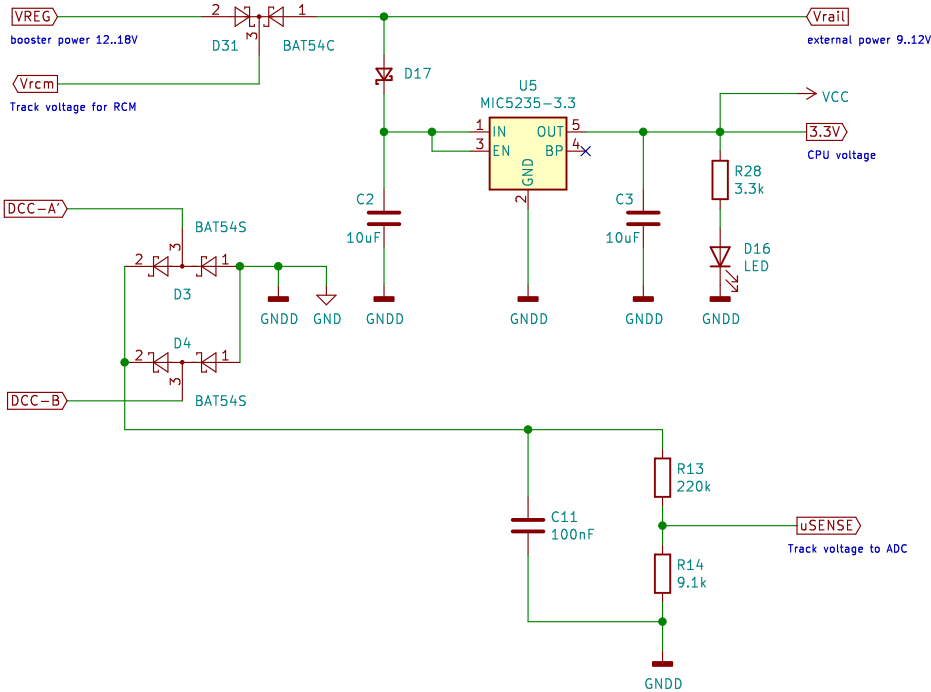 VREG
2
1
Vrail
booster power 12..18V
D31
3
BAT54C
external power 9..12V
Vrcm
D17
Track voltage for RCM
U5
MIC5235-3.3
VCC
1
IN
OUT
5
3.3V
3
EN
BP
4
CPU voltage
GND
2
R28
3.3k
C2
10uF
C3
10uF
DCC-A'
BAT54S
3
2
1
D3
D16
LED
GNDD
GND
GNDD
GNDD
GNDD
GNDD
D4
2
1
3
DCC-B
BAT54S
R13
220k
C11
100nF
uSENSE
Track voltage to ADC
R14
9.1k
GNDD